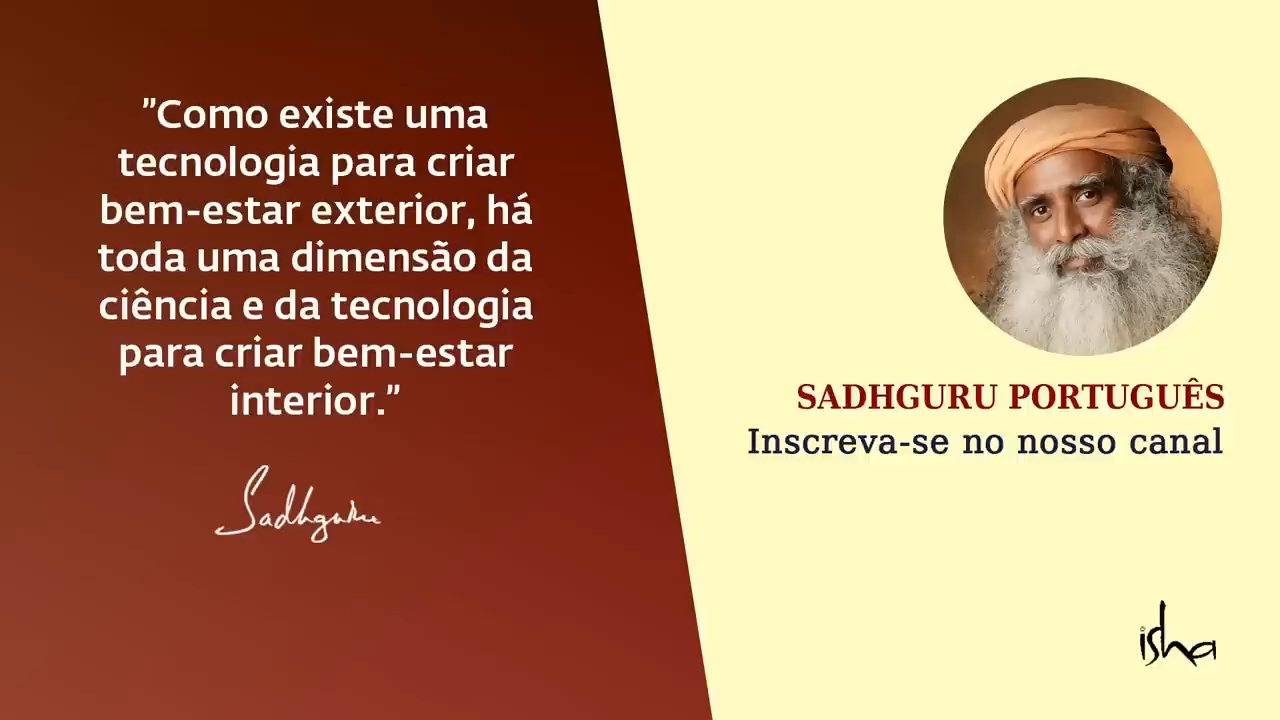 "Como existe uma
tecnologia para criar
bem-estar exterior, há
toda uma dimensão da
ciência e da tecnologia
para criar bem-estar
interior."
Sadhguru
SADHGURU PORTUGUÊS
Inscreva-se no nosso canal
isha